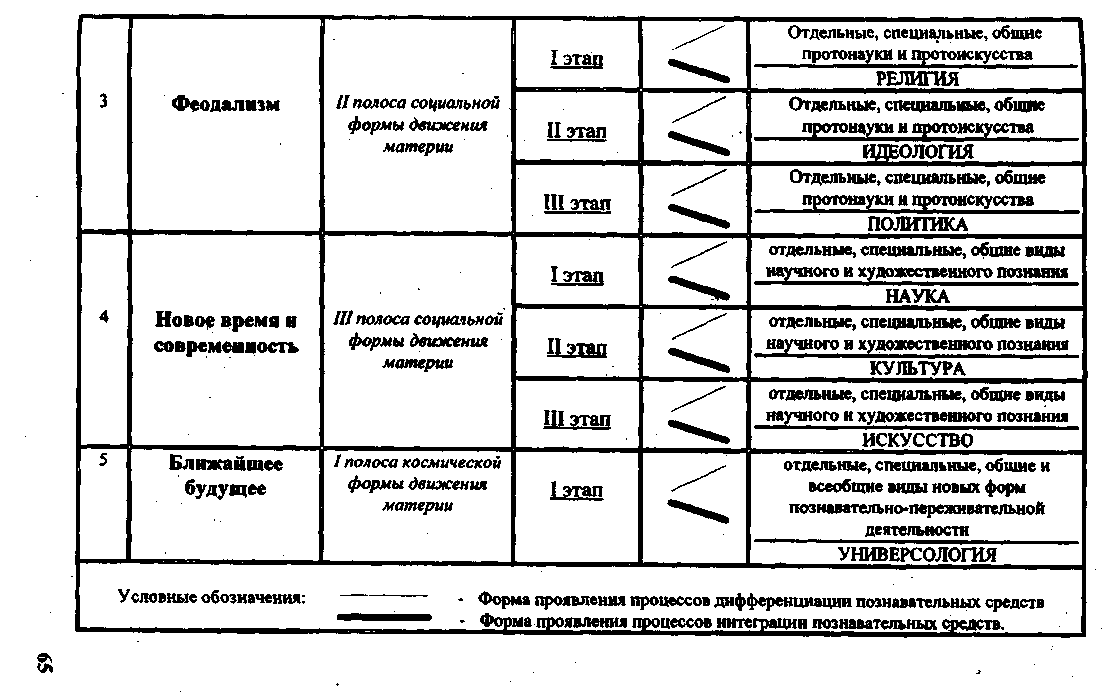 3
Феодализм
II полоса социальной
формы движения
материи
I этап
Отдельные, специальные, общие
протонауки и протоискусства
РЕЛИГИЯ
II этап
Отдельные, специальные, общие
протонауки и протоискусства
ИДЕОЛОГИЯ
III этап
Отдельные, специальные, общие
протонауки и протоискусства
ПОЛИТИКА
4
Новое время и
современность
III полоса социальной
формы движения
материи
I этап
отдельные, специальные, общие виды
научного и художественного познания
НАУКА
II этап
отдельные, специальные, общие виды
научного и художественного познания
КУЛЬТУРА
III этап
отдельные, специальные, общие виды
научного и художественного познания
ИСКУССТВО
5
Ближайшее
будущее
I полоса космической
формы движения
материи
I этап
отдельные, специальные, общие и
всеобщие виды новых форм
познавательно-переживательной
деятельности
УНИВЕРСОЛОГИЯ
Условные обозначения:
- Форма проявления процессов дифференциации познавательных средств
- Форма проявления процессов интеграции познавательных средств.
65